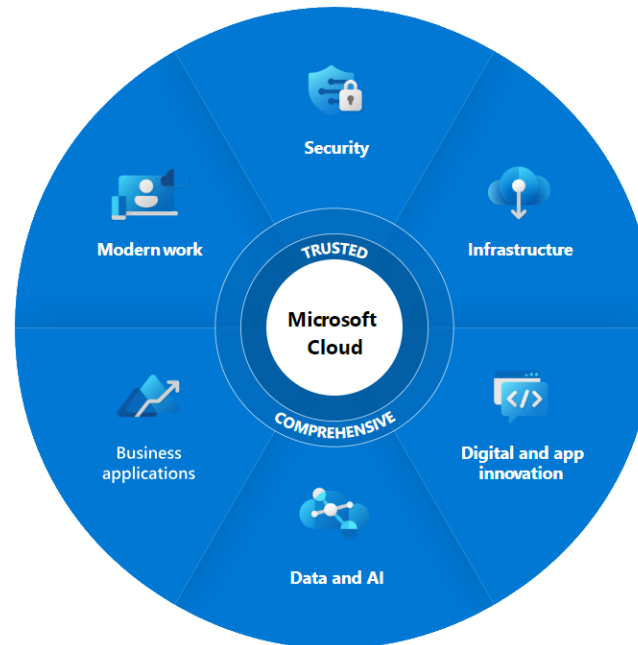 Security
Modern work
Infrastructure
TRUSTED
Microsoft
Cloud
COMPREHENSIVE
Business
applications
Digital and app
innovation
Data and AI